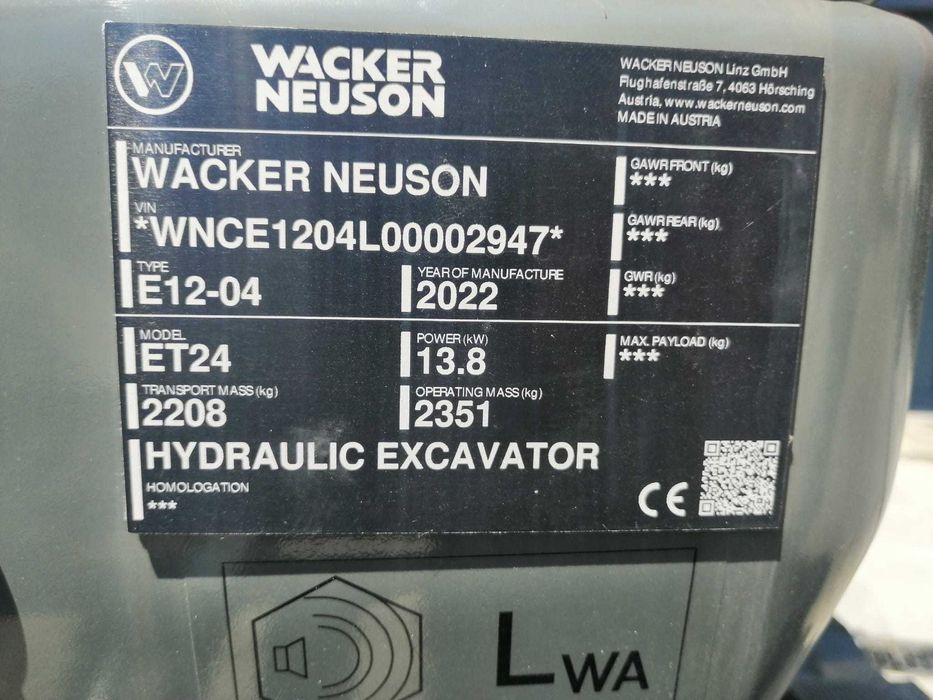 WACKER
NEUSON
WACKER NEUSON Linz GmbH
Flughafenstraße 7, 4063 Hörsching
Austria, www.wackerneuson.com
MADE IN AUSTRIA
MANUFACTURER
WACKER NEUSON
GAWR FRONT (kg)
***
VIN
*WNCE1204L00002947*
GAWR REAR (kg)
***
TYPE
E12-04
YEAR OF MANUFACTURE
2022
GWR (kg)
***
MODEL
ET24
POWER (kW)
13.8
MAX. PAYLOAD (kg)
***
TRANSPORT MASS (kg)
2208
OPERATING MASS (kg)
2351
HYDRAULIC EXCAVATOR
HOMOLOGATION
***
CE
LWA